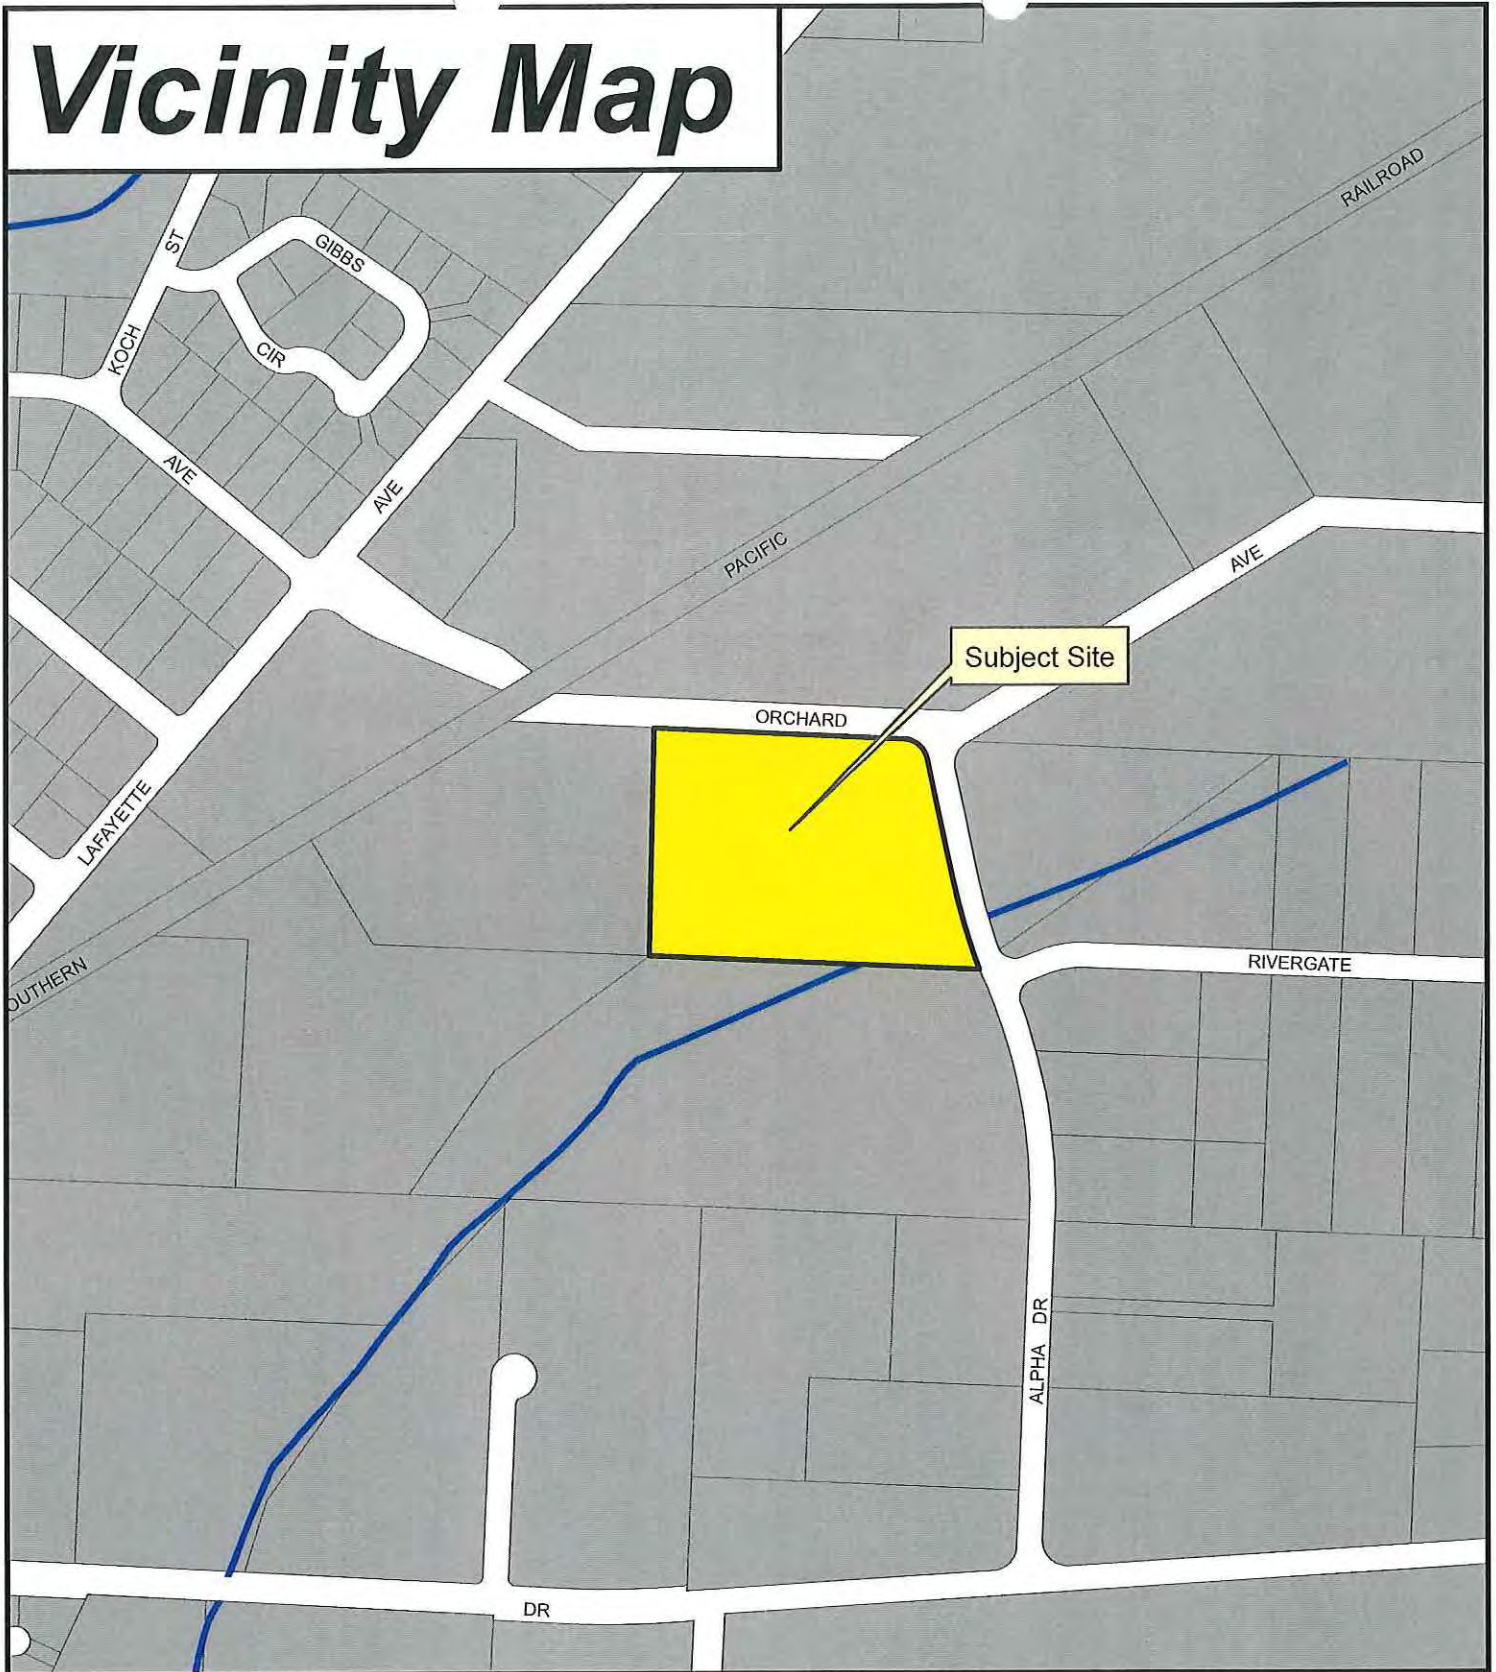 Vicinity Map
RAILROAD
ST
GIBBS
KOCH
CIR
AVE
AVE
PACIFIC
AVE
Subject Site
ORCHARD
LAFAYETTE
OUTHERN
RIVERGATE
ALPHA DR
DR